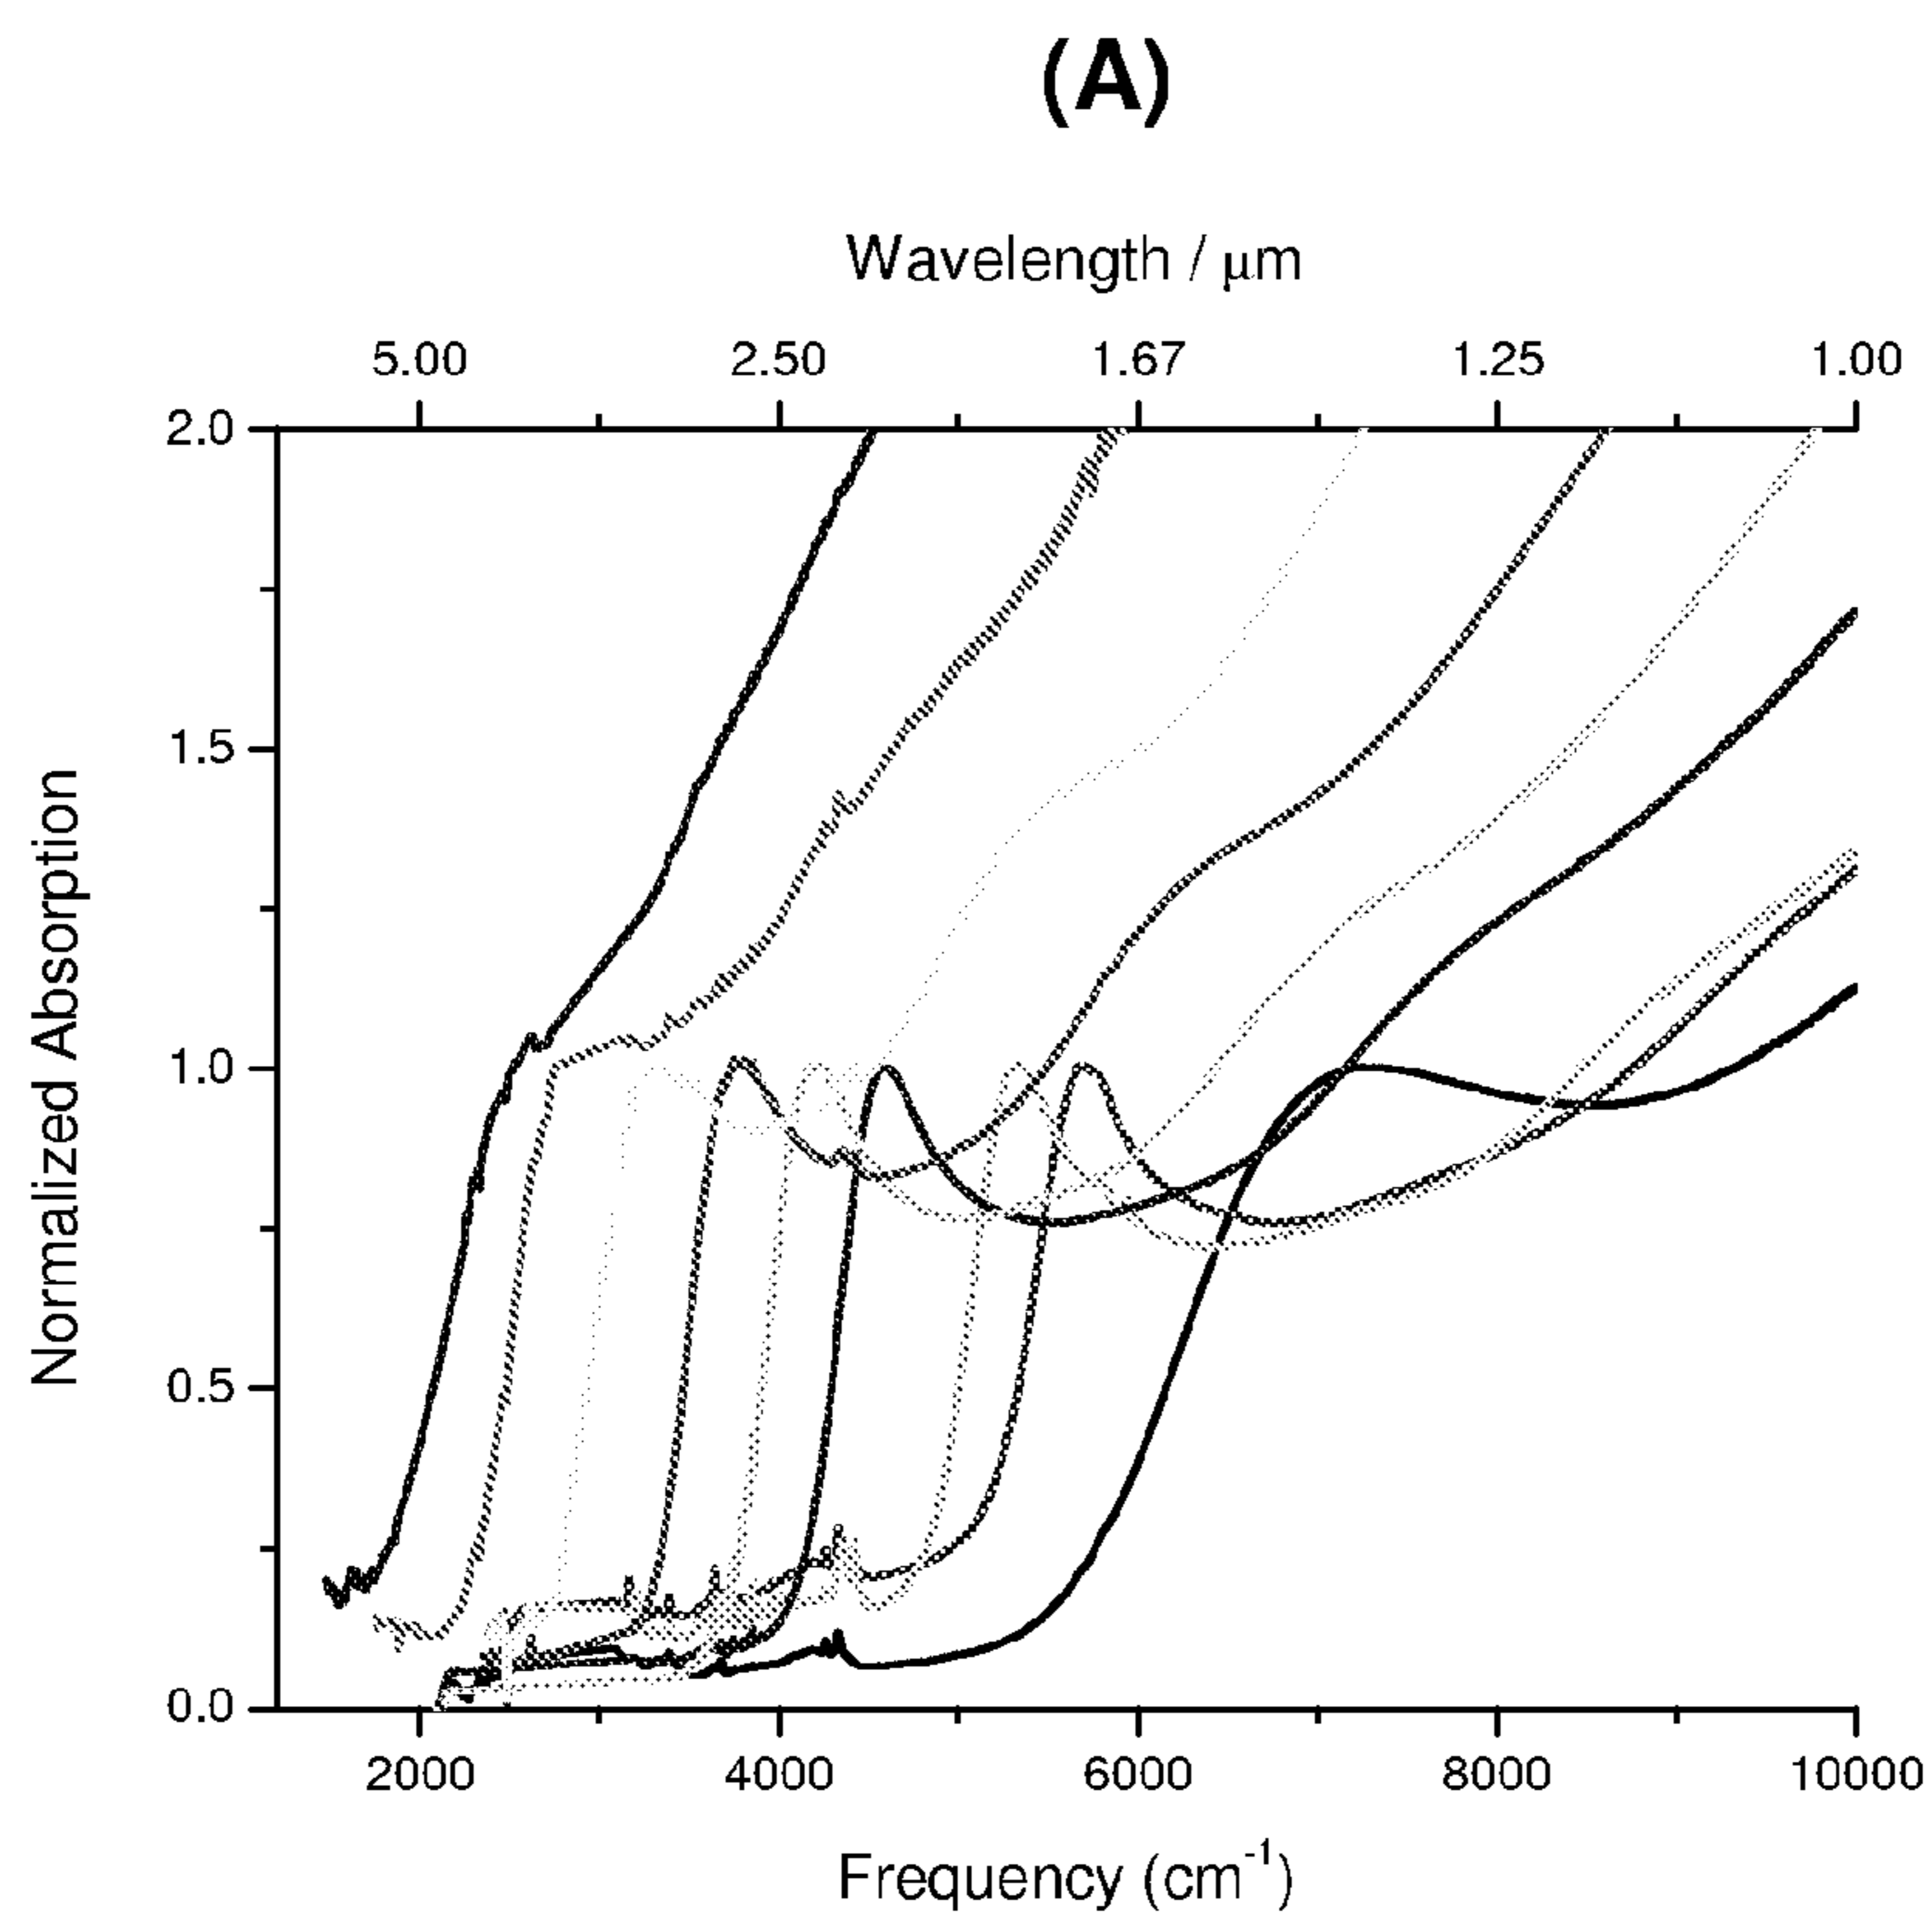 (A)
Wavelength / μm
5.00 2.50 1.67 1.25 1.00
2.0
1.5
1.0
0.5
0.0
Normalized Absorption
2000 4000 6000 8000 10000
Frequency (cm⁻¹)